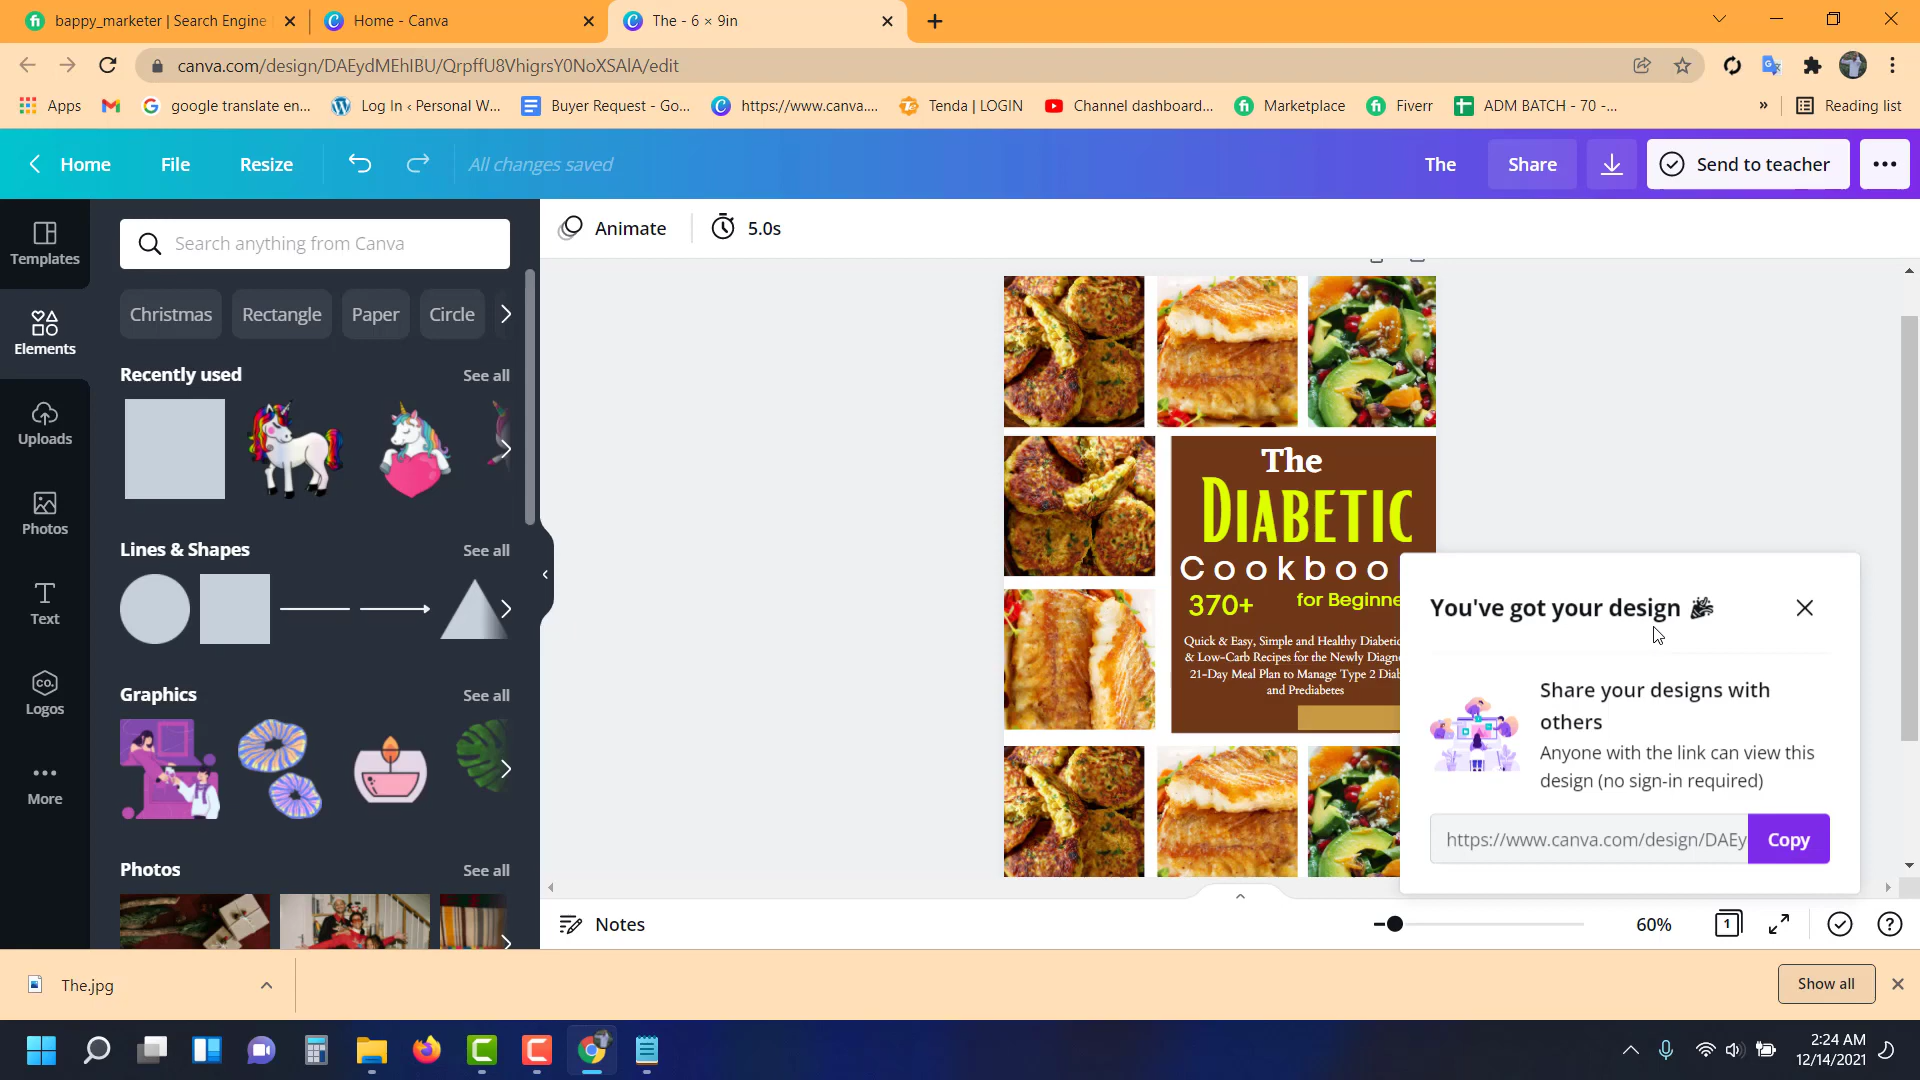 bappy_marketer | Search Engine
Home - Canva
The - 6 × 9in
canva.com/design/DAEydMEhIBU/QrpffU8VhigrsY0NoXSAlA/edit
Apps
google translate en...
Log In ‹ Personal W...
Buyer Request - Go...
https://www.canva....
Tenda | LOGIN
Channel dashboard...
Marketplace
Fiverr
ADM BATCH - 70 -...
»
Reading list
Home
File
Resize
All changes saved
The
Share
Send to teacher
Templates
Elements
Uploads
Photos
Text
CO.
Logos
More
Search anything from Canva
Christmas
Rectangle
Paper
Circle
Recently used
See all
Lines & Shapes
See all
Graphics
See all
Photos
See all
Animate
5.0s
The
DIABETIC
Cookboo
370+
for Beginne
Quick & Easy, Simple and Healthy Diabetic
& Low-Carb Recipes for the Newly Diagn
21-Day Meal Plan to Manage Type 2 Diab
and Prediabetes
You've got your design
Share your designs with
others
Anyone with the link can view this
design (no sign-in required)
https://www.canva.com/design/DAEy
Copy
Notes
60%
1
The.jpg
Show all
2:24 AM
12/14/2021